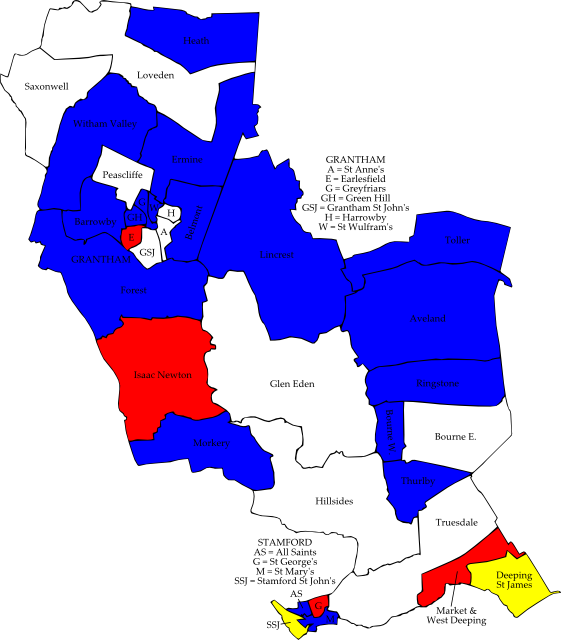 Heath
Loveden
Saxonwell
Witham Valley
Ermine
GRANTHAM
A = St Anne's
E = Earlesfield
G = Greyfriars
GH = Green Hill
GSJ = Grantham St John's
H = Harrowby
W = St Wulfram's
Peascliffe
G
W
GH
H
Barrowby
E
A
GSJ
Belmont
Toller
Lincrest
GRANTHAM
Forest
Aveland
Isaac Newton
Glen Eden
Ringstone
Bourne W.
Bourne E.
Morkery
Thurlby
Hillsides
Truesdale
STAMFORD
AS = All Saints
G = St George's
M = St Mary's
SSJ = Stamford St John's
Deeping
St James
AS
G
Market &
West Deeping
M
SSJ